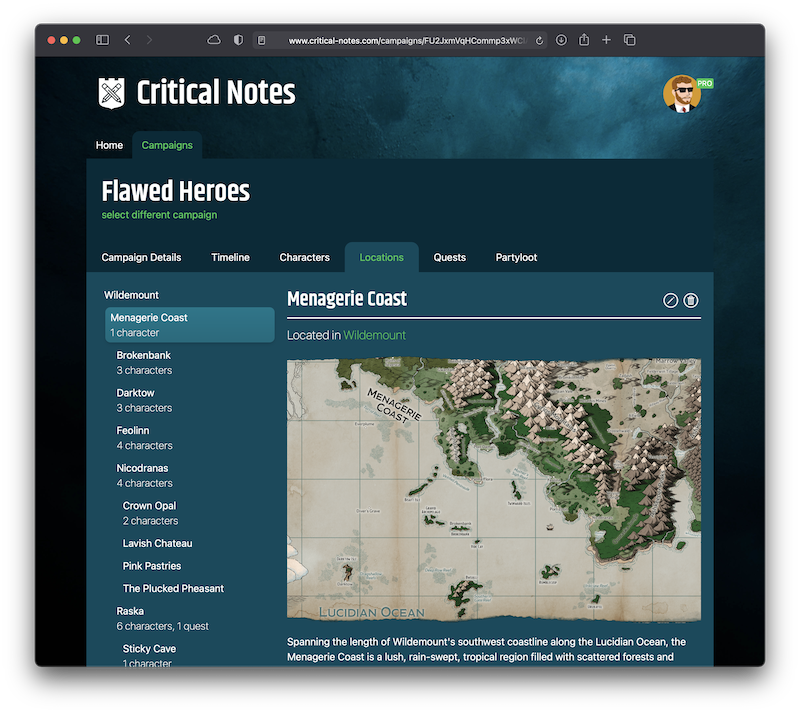 www.critical-notes.com/campaigns/FU2JxmVqHCommp3xWCL
Critical Notes
PRO
Home
Campaigns
Flawed Heroes
select different campaign
Campaign Details
Timeline
Characters
Locations
Quests
Partyloot
Wildemount
Menagerie Coast
1 character
Brokenbank
3 characters
Darktow
3 characters
Feolinn
4 characters
Nicodranas
4 characters
Crown Opal
2 characters
Lavish Chateau
Pink Pastries
The Plucked Pheasant
Raska
6 characters, 1 quest
Sticky Cave
1 character
Menagerie Coast
Located in Wildemount
Menagerie
Coast
Brokenbank
Lucidian Ocean
Spanning the length of Wildemount's southwest coastline along the Lucidian Ocean, the
Menagerie Coast is a lush, rain-swept, tropical region filled with scattered forests and